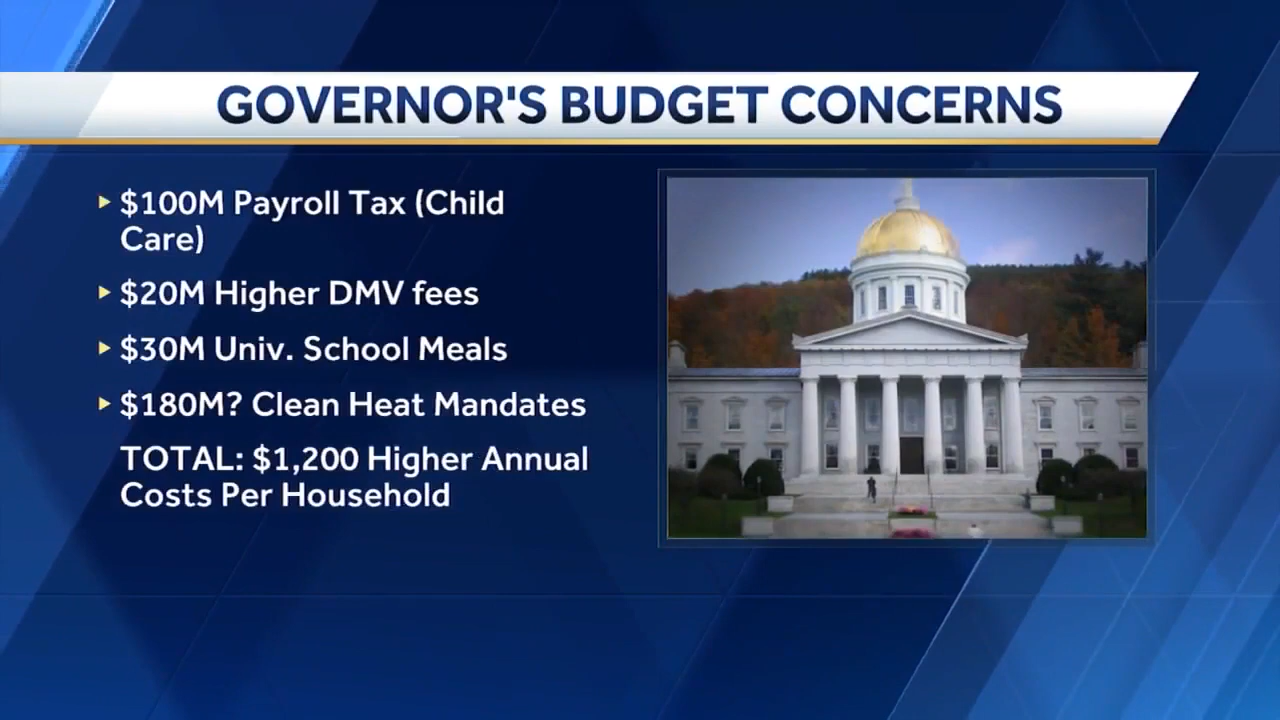 GOVERNOR'S BUDGET CONCERNS
$100M Payroll Tax (Child
Care)
$20M Higher DMV fees
$30M Univ. School Meals
$180M? Clean Heat Mandates
TOTAL: $1,200 Higher Annual
Costs Per Household